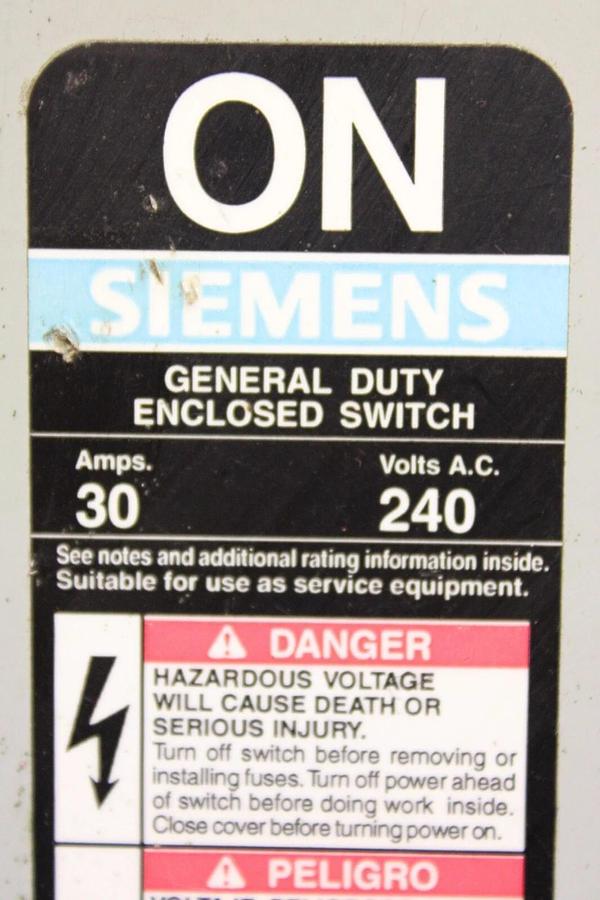 ON
SIEMENS
GENERAL DUTY
ENCLOSED SWITCH
Amps. Volts A.C.
30 240
See notes and additional rating information inside.
Suitable for use as service equipment.
DANGER
HAZARDOUS VOLTAGE
WILL CAUSE DEATH OR
SERIOUS INJURY.
Turn off switch before removing or
installing fuses. Turn off power ahead
of switch before doing work inside.
Close cover before turning power on.
PELIGRO